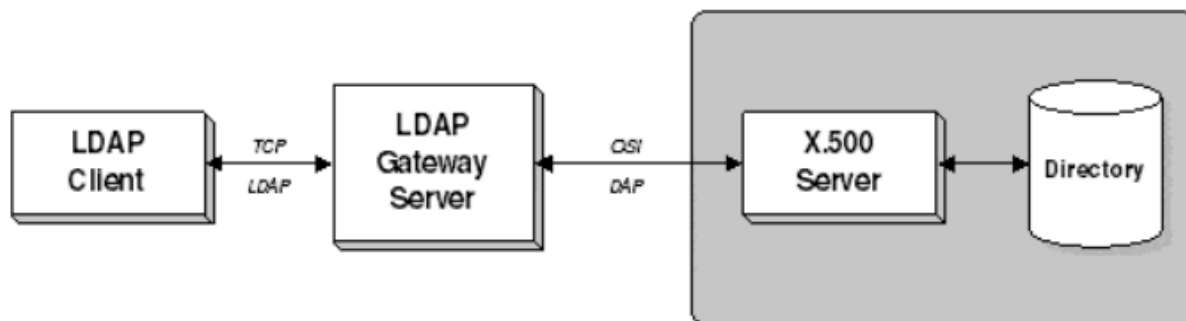 LDAP
Client
TCP
LDAP
LDAP
Gateway
Server
OSI
DAP
X.500
Server
Directory